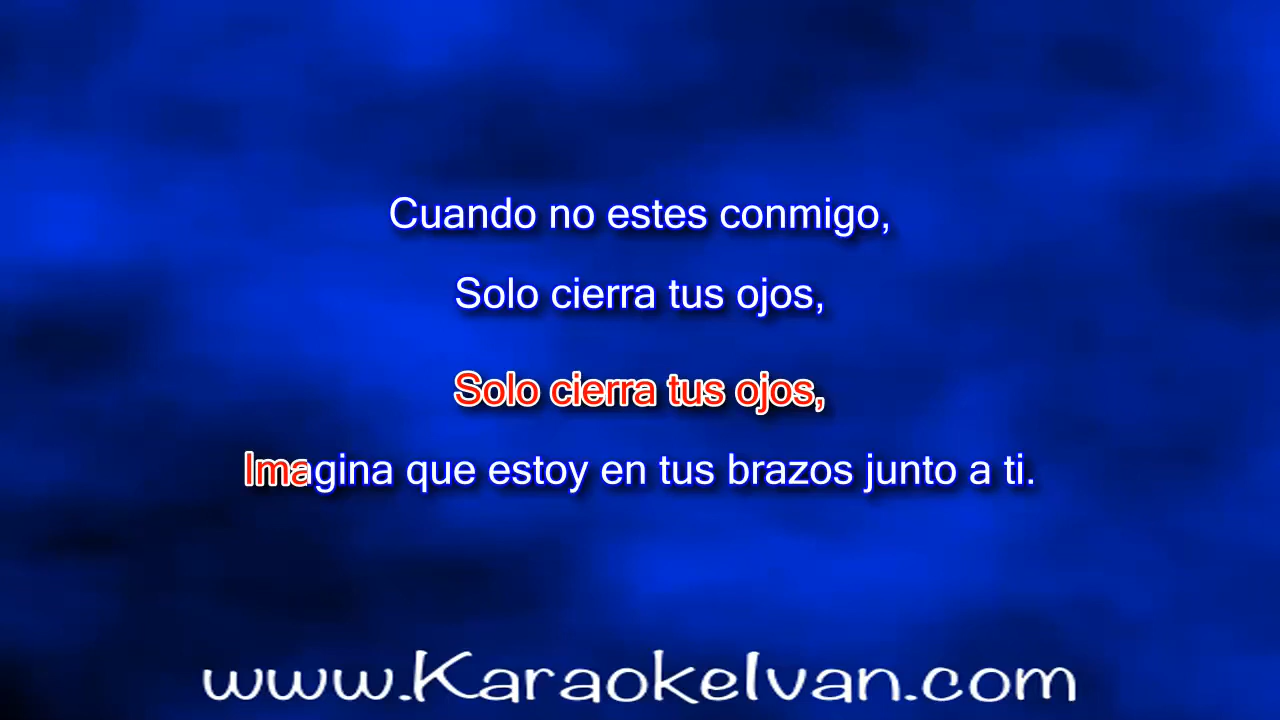 Cuando no estes conmigo,
Solo cierra tus ojos,
Solo cierra tus ojos,
Imagina que estoy en tus brazos junto a ti.
www.KaraokeIvan.com